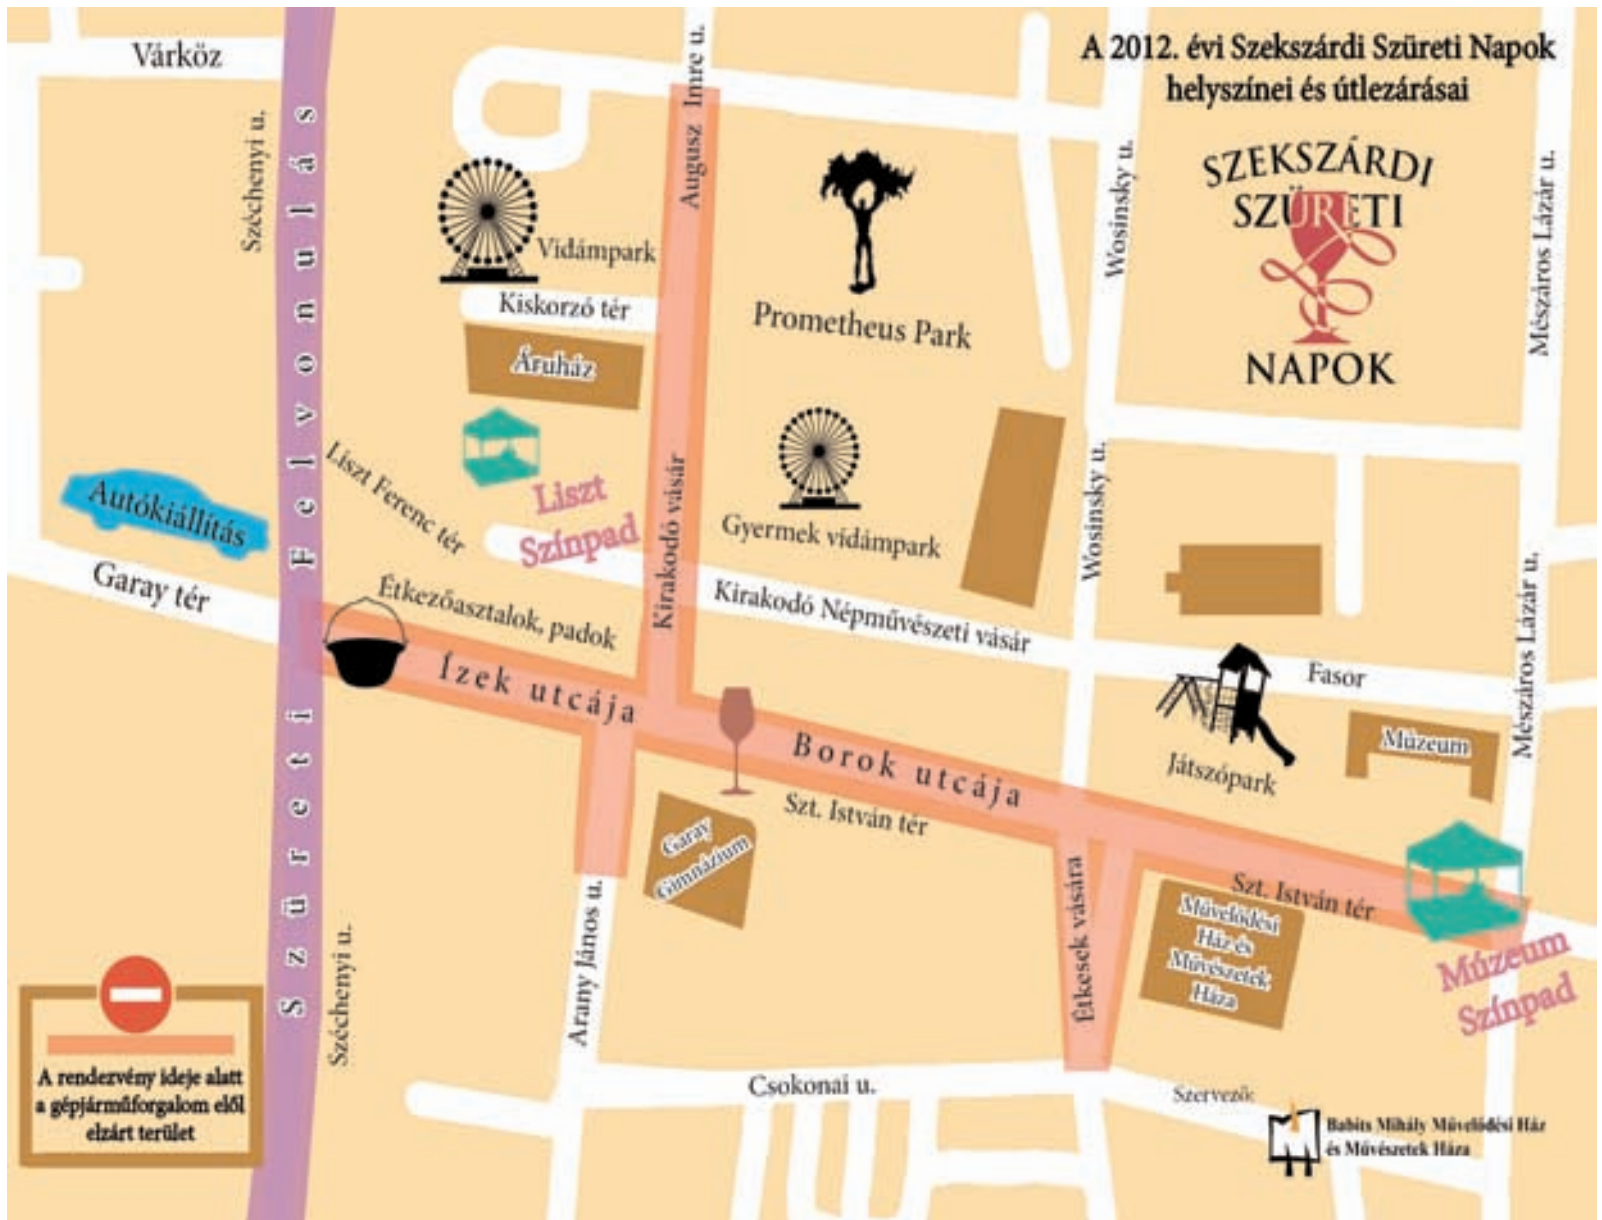 A 2012. évi Szekszárdi Szüreti Napok
helyszínei és útlezárásai
SZEKSZÁRDI
SZÜRETI
NAPOK
Várköz
Széchenyi u.
Szüreti Felvonulás
Augusz Imre u.
Wosinsky u.
Mészáros Lázár u.
Vidámpark
Kiskorzó tér
Áruház
Prometheus Park
Liszt Ferenc tér
Liszt
Színpad
Kirakodó vásár
Gyermek vidámpark
Wosinsky u.
Autókiállítás
Garay tér
Étkezőasztalok, padok
Kirakodó Népművészeti vásár
Fasor
Mészáros Lázár u.
Múzeum
Játszópark
Ízek utcája
Borok utcája
Szt. István tér
Garay
Gimnázium
Arany János u.
Étkesek vására
Szt. István tér
Művelődési
Ház és
Művészetek
Háza
Múzeum
Színpad
Széchenyi u.
A rendezvény ideje alatt
a gépjárműforgalom elől
elzárt terület
Csokonai u.
Szervező:
Babits Mihály Művelődési Ház
és Művészetek Háza